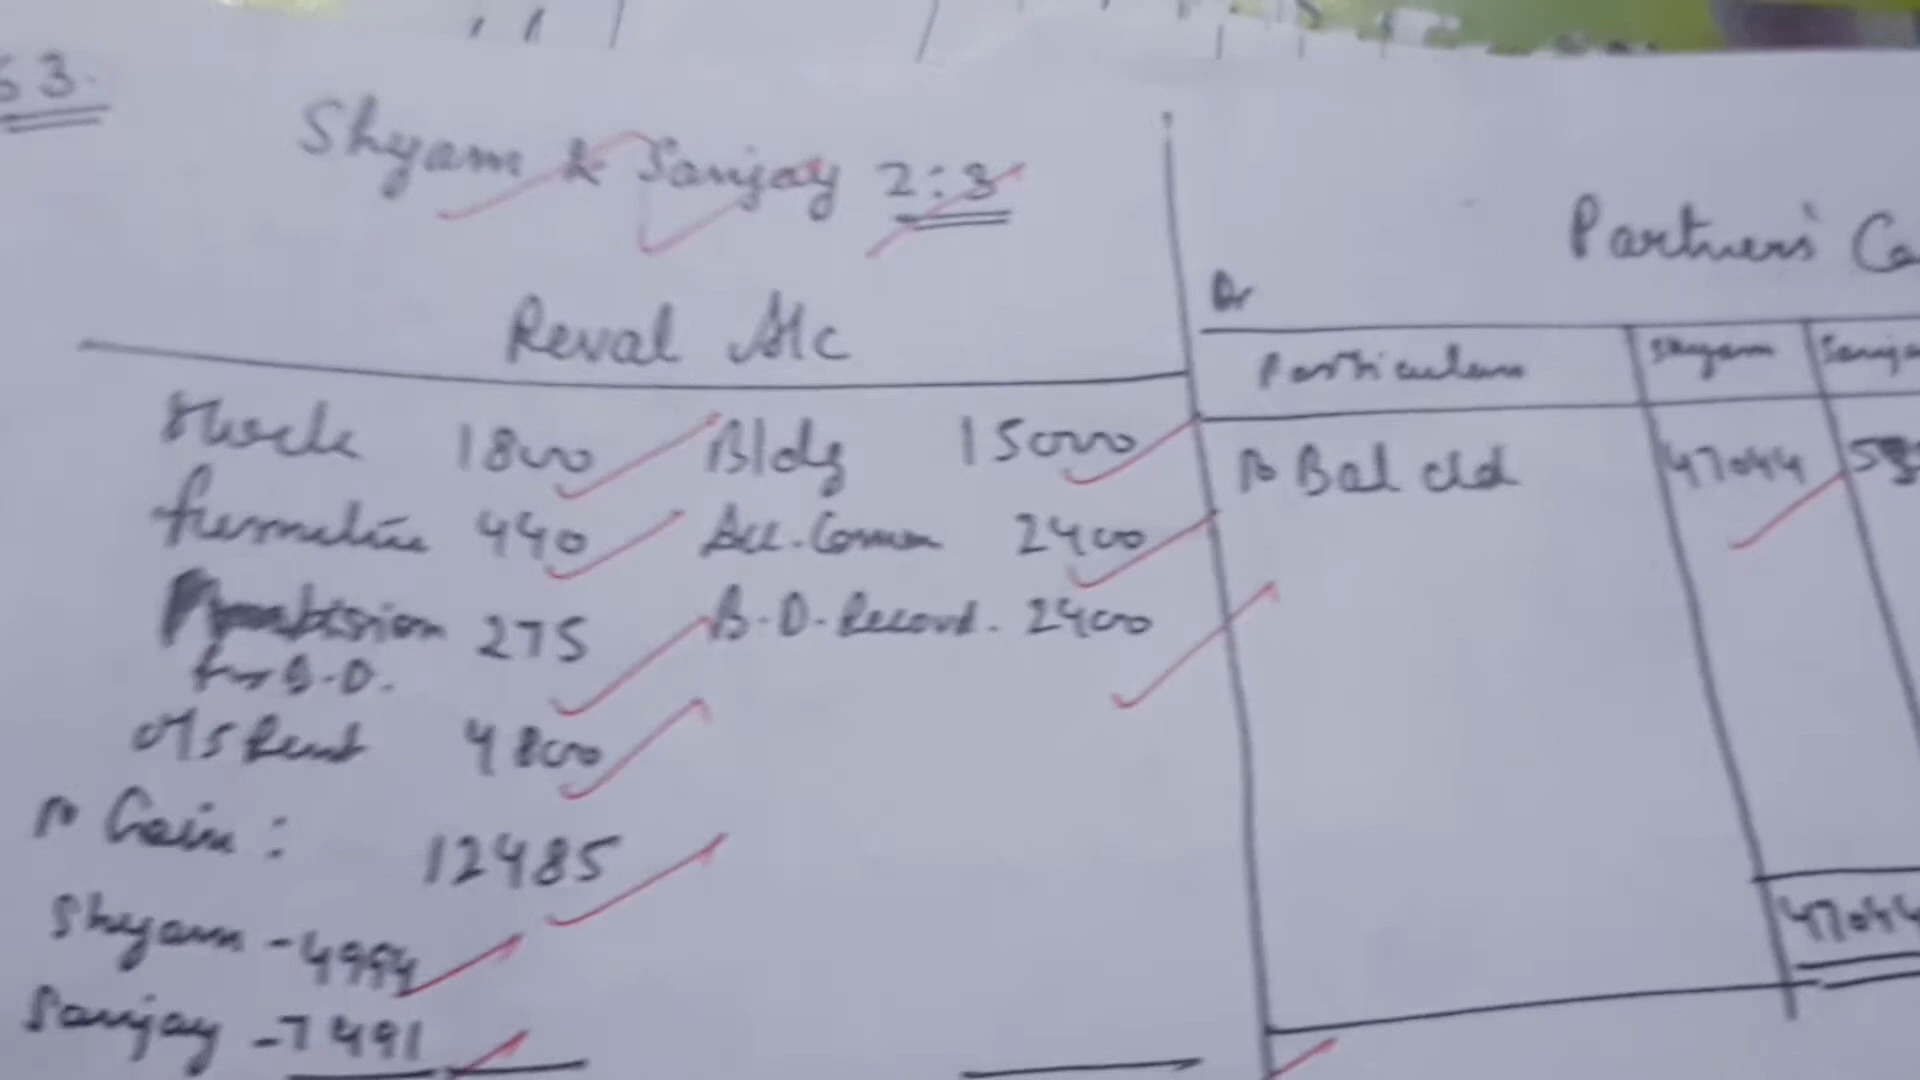 63.
Shyam & Sanjay 2:3
Reval A/c
Stock 1800 Bldg 15000
furniture 440 Acc. Comm 2400
Provision 275 B.D. Record. 2400
for B.D.
O/S Rent 4800
To Gain: 12485
Shyam - 4994
Sanjay - 7491
Partners' Ca
Dr
Particulars Shyam Sanja
To Bal c/d 47044
47044